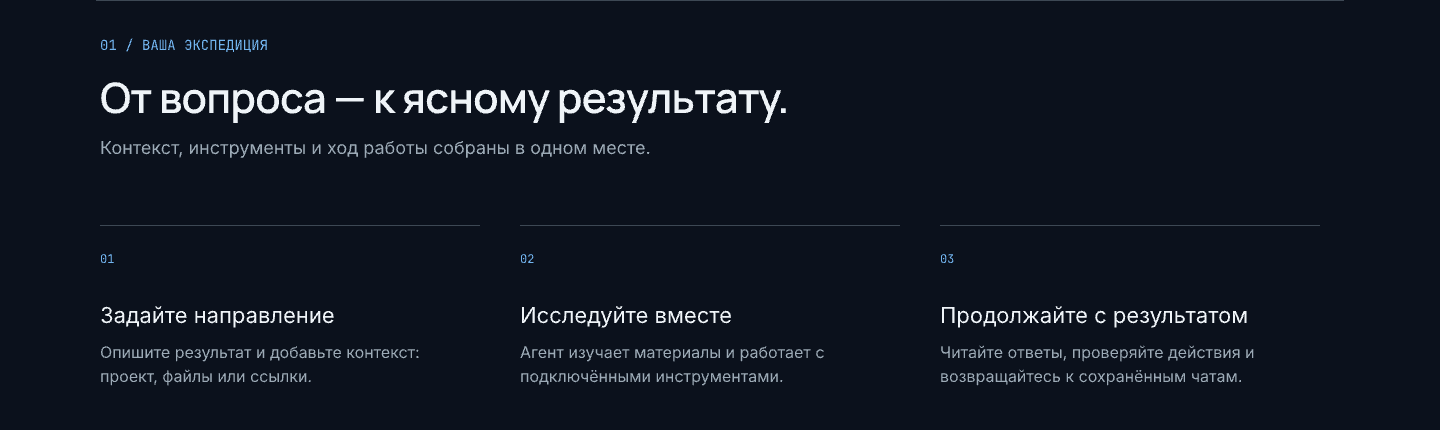 01 / ВАША ЭКСПЕДИЦИЯ
От вопроса — к ясному результату.
Контекст, инструменты и ход работы собраны в одном месте.
01
Задайте направление
Опишите результат и добавьте контекст:
проект, файлы или ссылки.
02
Исследуйте вместе
Агент изучает материалы и работает с
подключёнными инструментами.
03
Продолжайте с результатом
Читайте ответы, проверяйте действия и
возвращайтесь к сохранённым чатам.